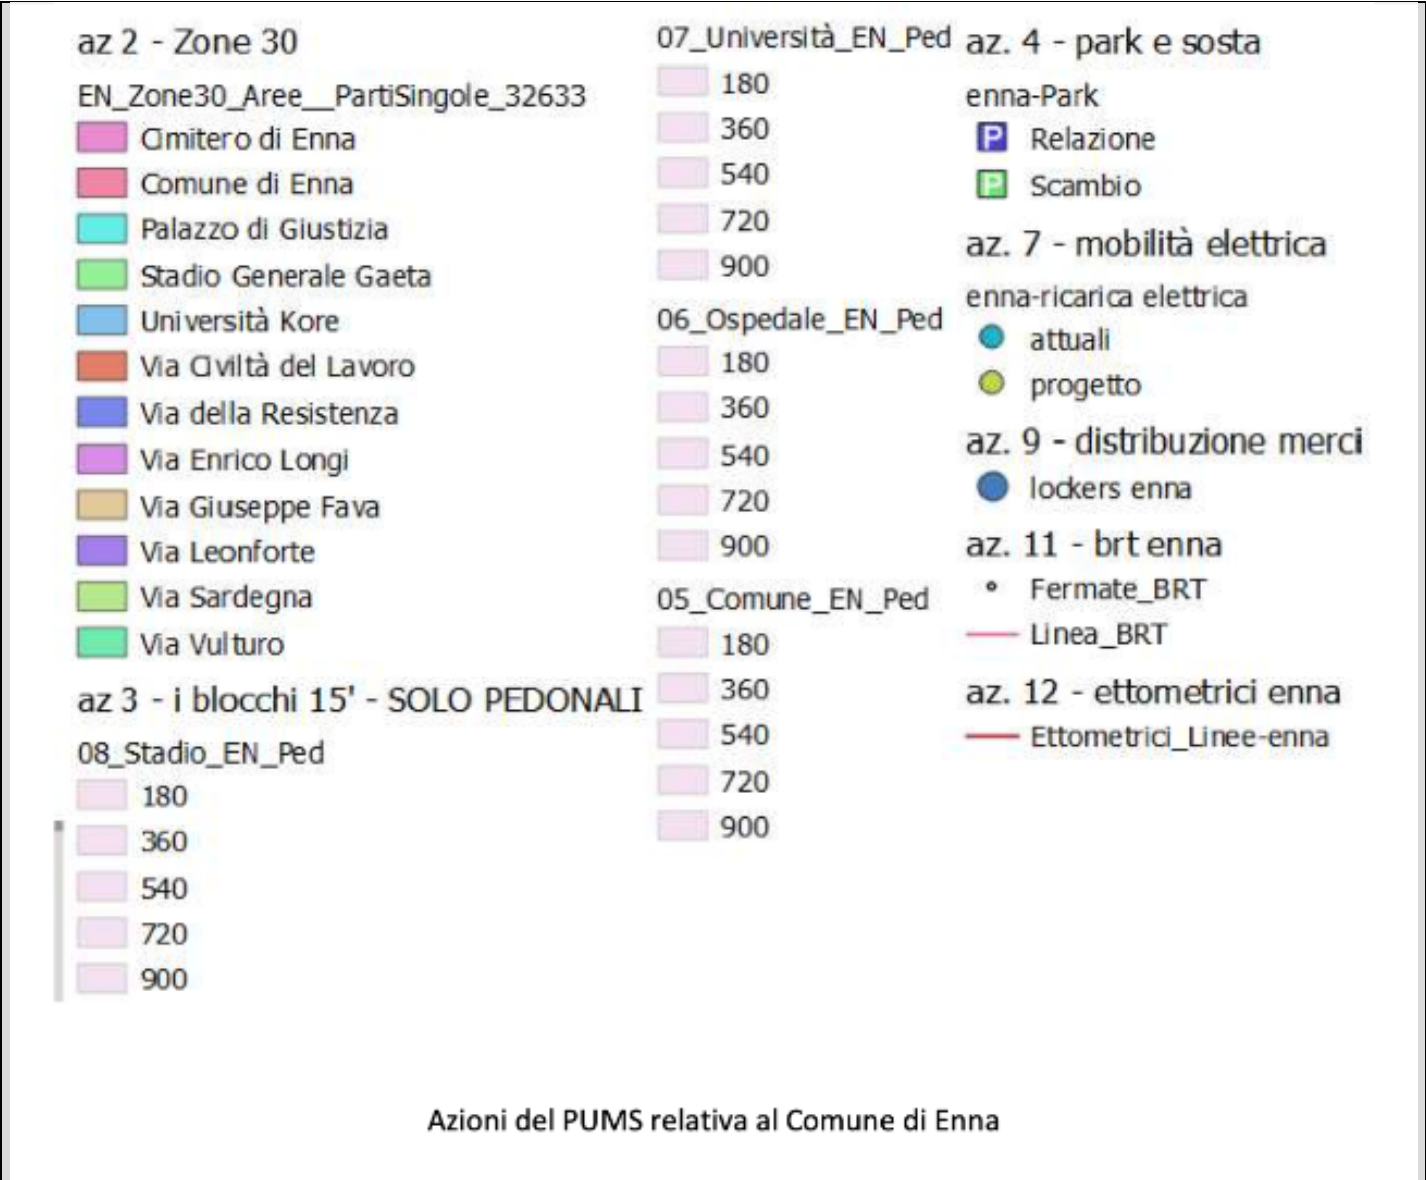 az 2 - Zone 30
EN_Zone30_Aree__PartiSingole_32633
Cimitero di Enna
Comune di Enna
Palazzo di Giustizia
Stadio Generale Gaeta
Università Kore
Via Civiltà del Lavoro
Via della Resistenza
Via Enrico Longi
Via Giuseppe Fava
Via Leonforte
Via Sardegna
Via Vulturo
az 3 - i blocchi 15' - SOLO PEDONALI
08_Stadio_EN_Ped
180
360
540
720
900
07_Università_EN_Ped
180
360
540
720
900
06_Ospedale_EN_Ped
180
360
540
720
900
05_Comune_EN_Ped
180
360
540
720
900
az. 4 - park e sosta
enna-Park
P Relazione
P Scambio
az. 7 - mobilità elettrica
enna-ricarica elettrica
attuali
progetto
az. 9 - distribuzione merci
lockers enna
az. 11 - brt enna
Fermate_BRT
Linea_BRT
az. 12 - ettometrici enna
Ettometrici_Linee-enna
Azioni del PUMS relativa al Comune di Enna